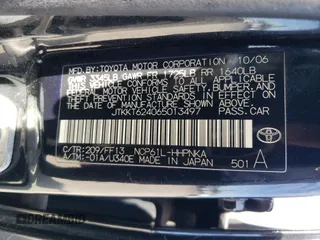 MFD. BY: TOYOTA MOTOR CORPORATION 10/06
GVWR 3345LB GAWR FR 1725LB RR 1640LB
THIS VEHICLE CONFORMS TO ALL APPLICABLE
FEDERAL MOTOR VEHICLE SAFETY, BUMPER, AND
THEFT PREVENTION STANDARDS IN EFFECT ON
THE DATE OF MANUFACTURE SHOWN ABOVE.
JTKKT624065013497 PASS.CAR
C/TR:209/FF13 NCP61L-HHPNKA
A/TM:-01A/U340E MADE IN JAPAN 501 A
TOYOTA